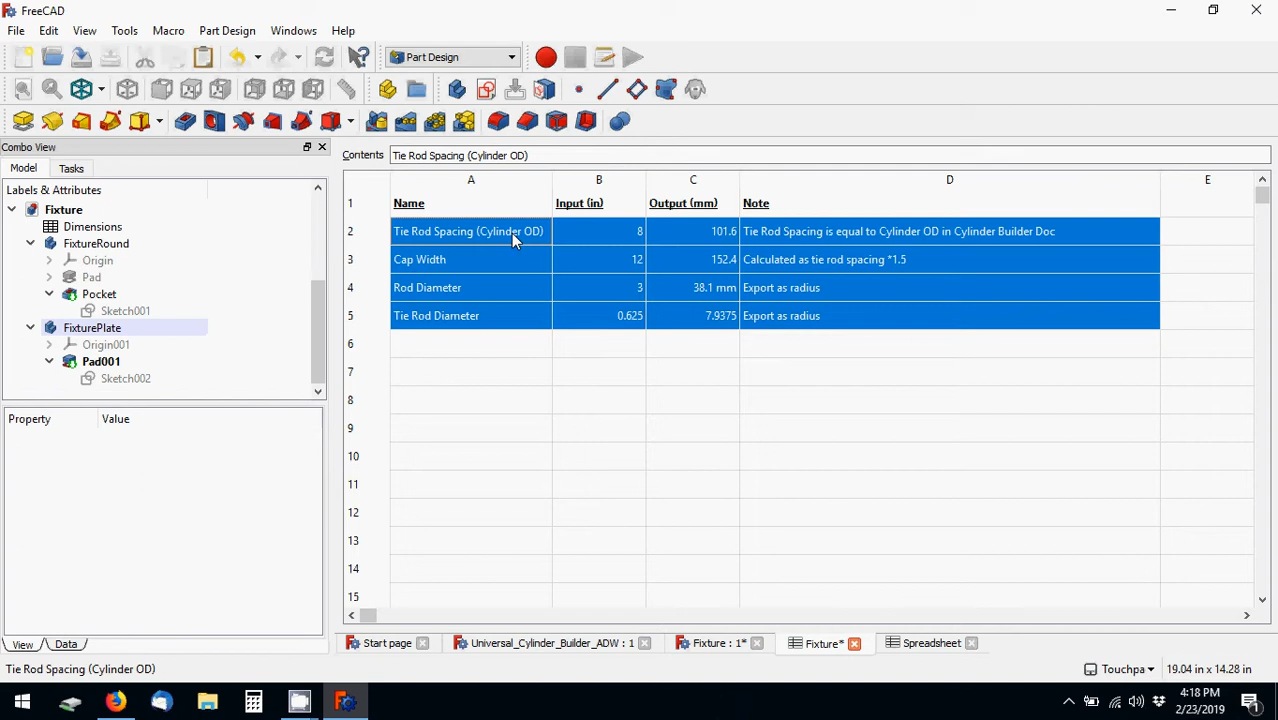 FreeCAD
File Edit View Tools Macro Part Design Windows Help
Part Design
Combo View
Model Tasks
Contents Tie Rod Spacing (Cylinder OD)
Labels & Attributes
A B C D E
Fixture
1 Name Input (in) Output (mm) Note
Dimensions
2 Tie Rod Spacing (Cylinder OD) 8 101.6 Tie Rod Spacing is equal to Cylinder OD in Cylinder Builder Doc
FixtureRound
Origin
3 Cap Width 12 152.4 Calculated as tie rod spacing *1.5
Pad
4 Rod Diameter 3 38.1 mm Export as radius
Pocket
Sketch001
5 Tie Rod Diameter 0.625 7.9375 Export as radius
FixturePlate
6
Origin001
Pad001
7
Sketch002
8
Property Value
9
10
11
12
13
14
15
View Data
Start page Universal_Cylinder_Builder_ADW : 1 Fixture : 1* Fixture* Spreadsheet
Tie Rod Spacing (Cylinder OD) Touchpa 19.04 in x 14.28 in
4:18 PM
2/23/2019
1